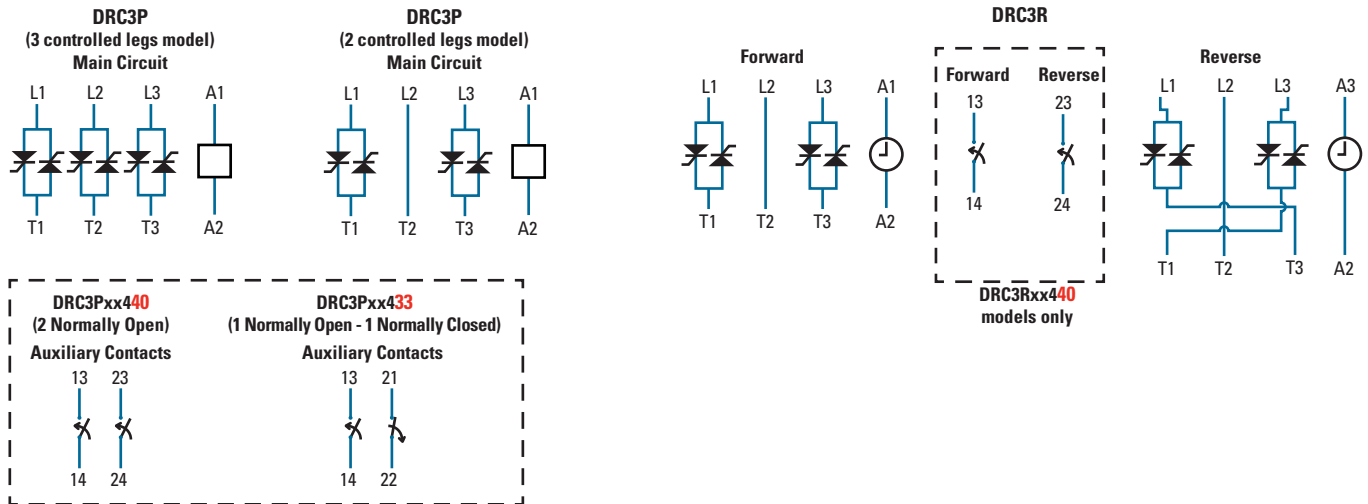 DRC3P
(3 controlled legs model)
Main Circuit
L1 L2 L3 A1
T1 T2 T3 A2
DRC3P
(2 controlled legs model)
Main Circuit
L1 L2 L3 A1
T1 T2 T3 A2
DRC3Pxx440
(2 Normally Open)
Auxiliary Contacts
13 23
14 24
DRC3Pxx433
(1 Normally Open - 1 Normally Closed)
Auxiliary Contacts
13 21
14 22
DRC3R
Forward
L1 L2 L3 A1
T1 T2 T3 A2
Forward Reverse
13 23
14 24
DRC3Rxx440
models only
Reverse
L1 L2 L3 A3
T1 T2 T3 A2